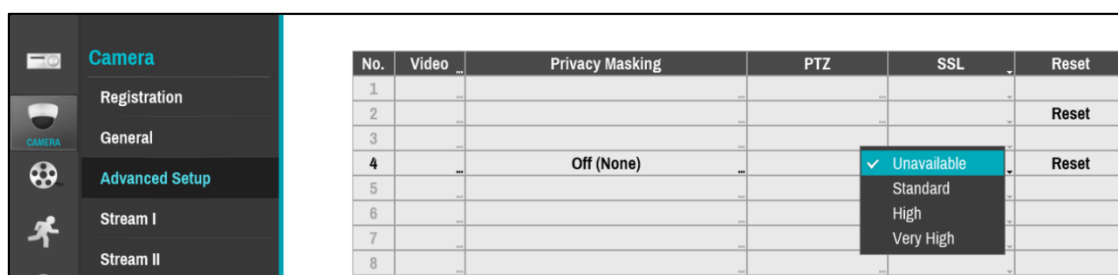 Camera
Registration
General
Advanced Setup
Stream I
Stream II
CAMERA
No. Video ... Privacy Masking PTZ SSL Reset
1
2 Reset
3
4 ... Off (None) ... Unavailable Reset
Standard
5
High
6
Very High
7
8